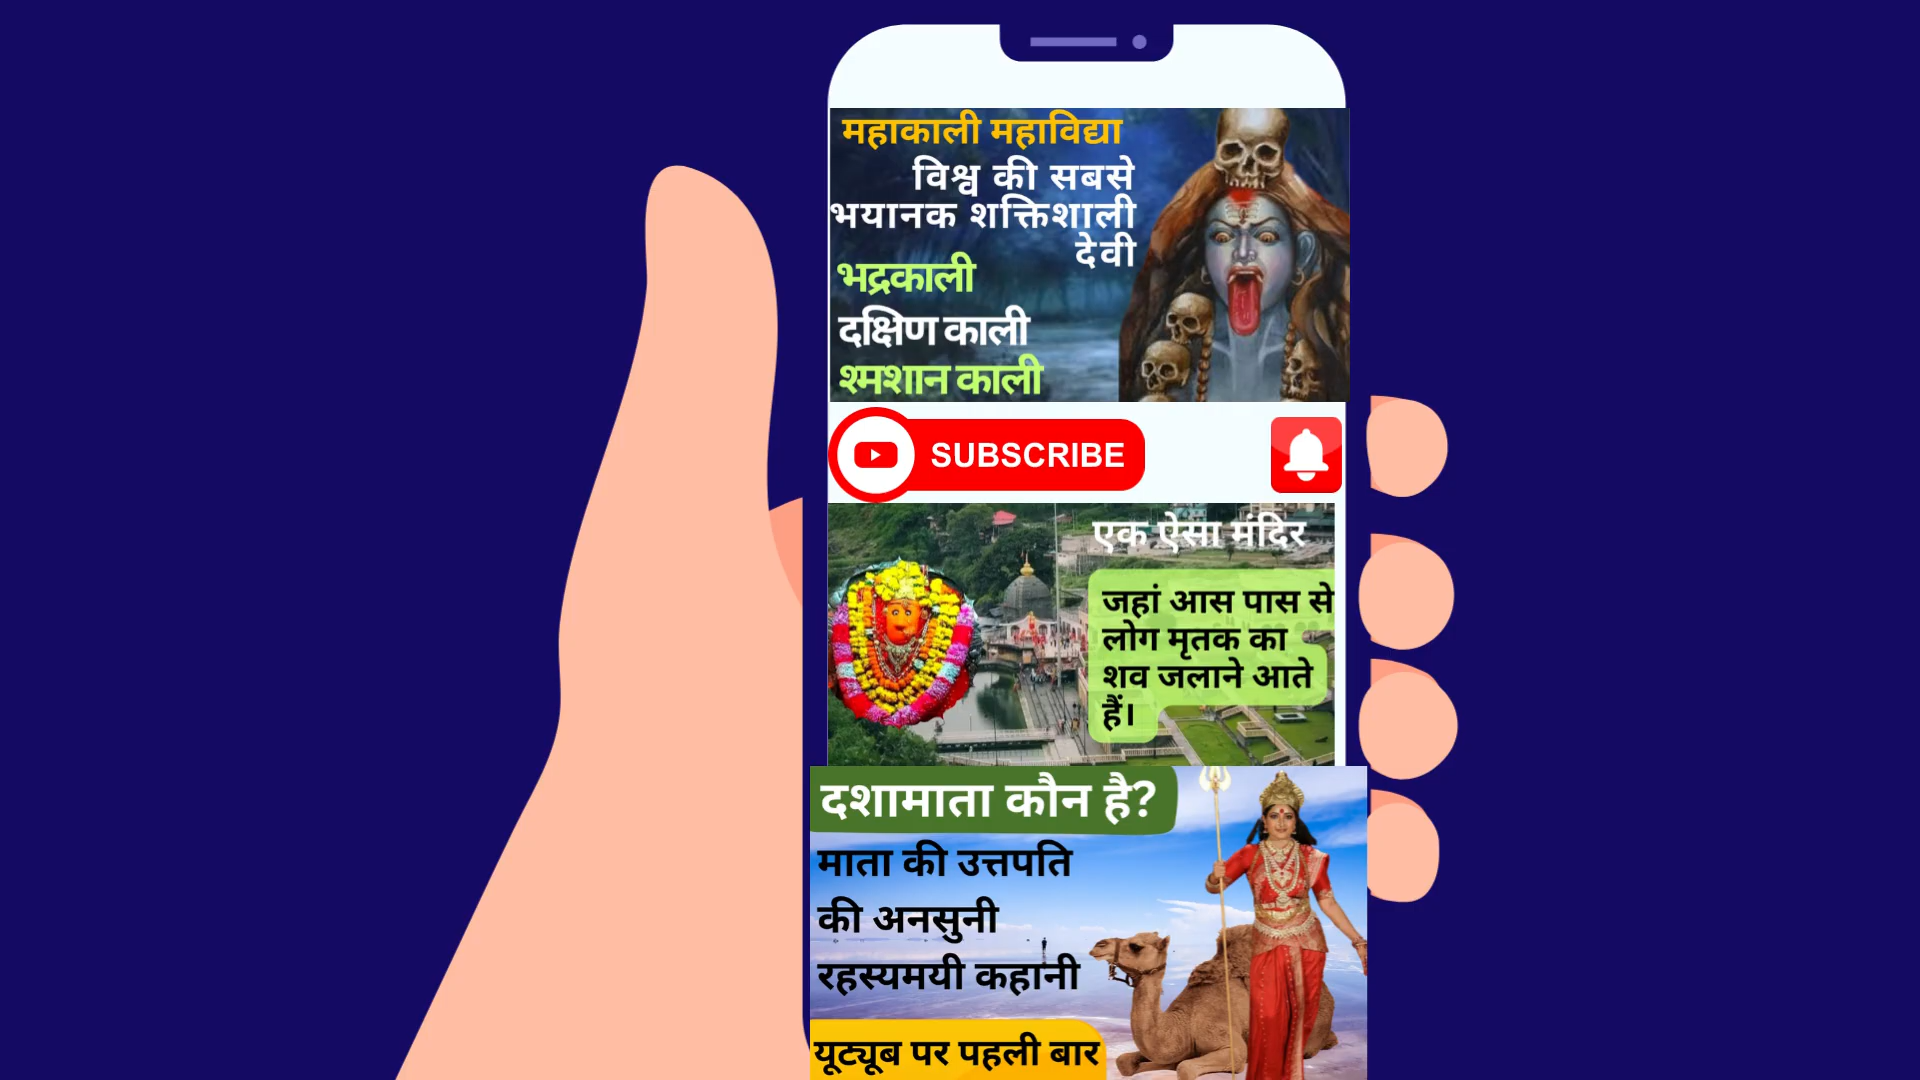 महाकाली महाविद्या
विश्व की सबसे
भयानक शक्तिशाली
देवी
भद्रकाली
दक्षिण काली
श्मशान काली
SUBSCRIBE
एक ऐसा मंदिर
जहां आस पास से
लोग मृतक का
शव जलाने आते
हैं।
दशामाता कौन है?
माता की उत्तपति
की अनसुनी
रहस्यमयी कहानी
यूट्यूब पर पहली बार